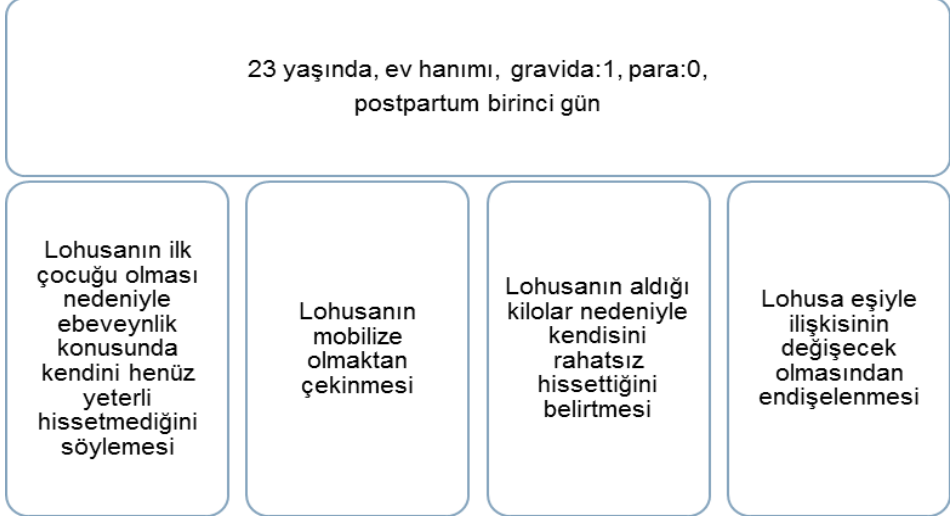 23 yaşında, ev hanımı, gravida:1, para:0,
postpartum birinci gün
Lohusanın ilk
çocuğu olması
nedeniyle
ebeveynlik
konusunda
kendini henüz
yeterli
hissetmediğini
söylemesi
Lohusanın
mobilize
olmaktan
çekinmesi
Lohusanın aldığı
kilolar nedeniyle
kendisini
rahatsız
hissettiğini
belirtmesi
Lohusa eşiyle
ilişkisinin
değişecek
olmasından
endişelenmesi